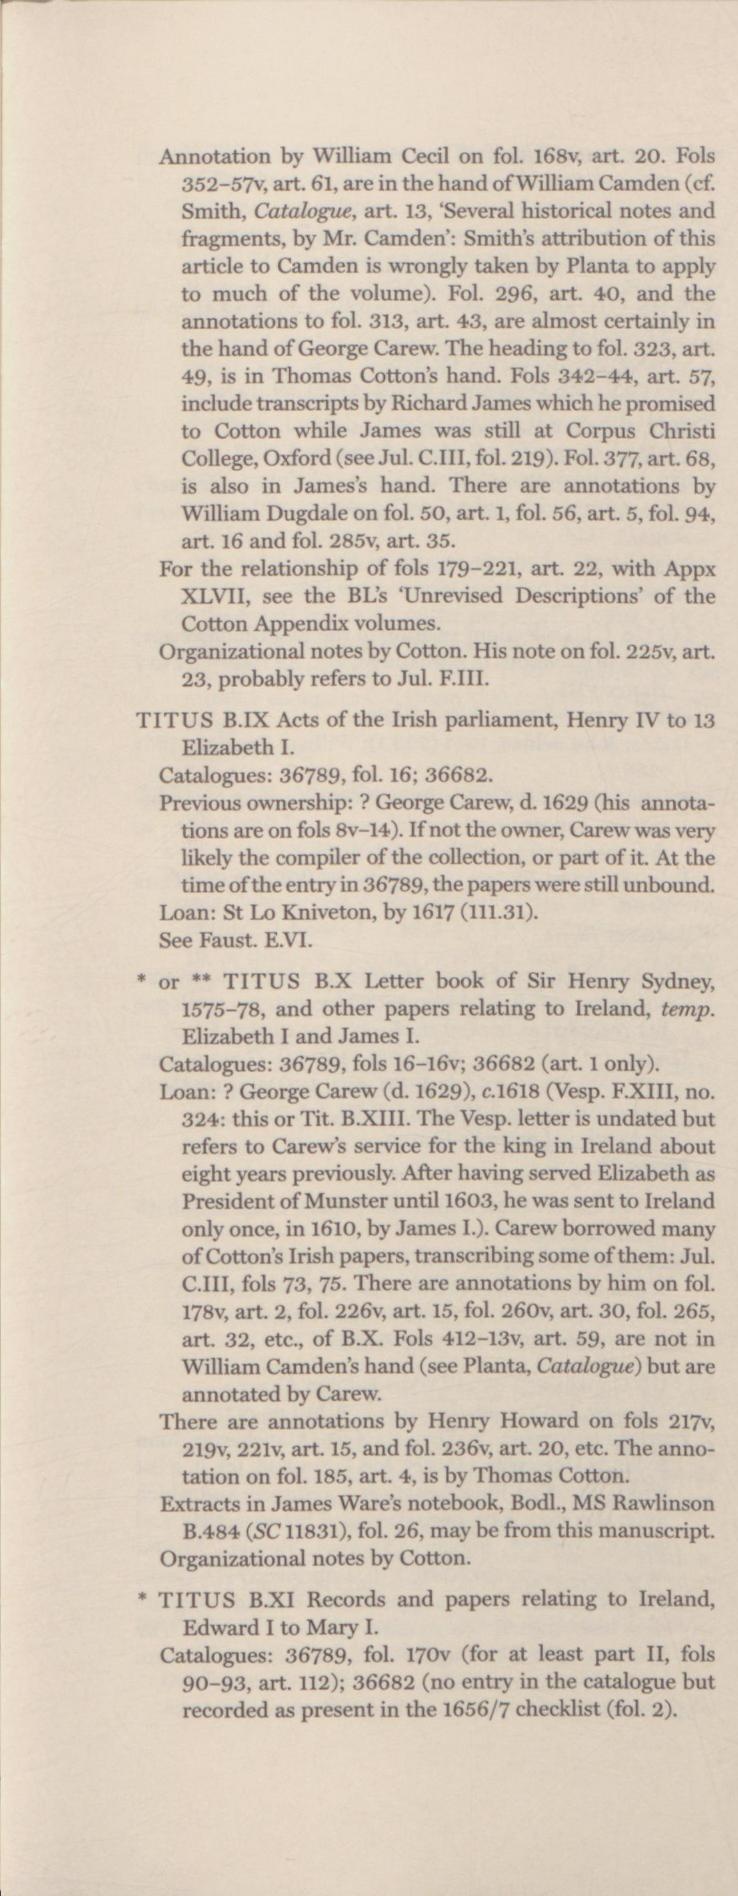 Annotation by William Cecil on fol. 168v, art. 20. Fols
352–57v, art. 61, are in the hand of William Camden (cf.
Smith, Catalogue, art. 13, ‘Several historical notes and
fragments, by Mr. Camden’: Smith’s attribution of this
article to Camden is wrongly taken by Planta to apply
to much of the volume). Fol. 296, art. 40, and the
annotations to fol. 313, art. 43, are almost certainly in
the hand of George Carew. The heading to fol. 323, art.
49, is in Thomas Cotton’s hand. Fols 342–44, art. 57,
include transcripts by Richard James which he promised
to Cotton while James was still at Corpus Christi
College, Oxford (see Jul. C.III, fol. 219). Fol. 377, art. 68,
is also in James’s hand. There are annotations by
William Dugdale on fol. 50, art. 1, fol. 56, art. 5, fol. 94,
art. 16 and fol. 285v, art. 35.
For the relationship of fols 179–221, art. 22, with Appx
XLVII, see the BL’s ‘Unrevised Descriptions’ of the
Cotton Appendix volumes.
Organizational notes by Cotton. His note on fol. 225v, art.
23, probably refers to Jul. F.III.
TITUS B.IX Acts of the Irish parliament, Henry IV to 13
Elizabeth I.
Catalogues: 36789, fol. 16; 36682.
Previous ownership: ? George Carew, d. 1629 (his annota-
tions are on fols 8v–14). If not the owner, Carew was very
likely the compiler of the collection, or part of it. At the
time of the entry in 36789, the papers were still unbound.
Loan: St Lo Kniveton, by 1617 (111.31).
See Faust. E.VI.
* or ** TITUS B.X Letter book of Sir Henry Sydney,
1575–78, and other papers relating to Ireland, temp.
Elizabeth I and James I.
Catalogues: 36789, fols 16–16v; 36682 (art. 1 only).
Loan: ? George Carew (d. 1629), c.1618 (Vesp. F.XIII, no.
324: this or Tit. B.XIII. The Vesp. letter is undated but
refers to Carew’s service for the king in Ireland about
eight years previously. After having served Elizabeth as
President of Munster until 1603, he was sent to Ireland
only once, in 1610, by James I.). Carew borrowed many
of Cotton’s Irish papers, transcribing some of them: Jul.
C.III, fols 73, 75. There are annotations by him on fol.
178v, art. 2, fol. 226v, art. 15, fol. 260v, art. 30, fol. 265,
art. 32, etc., of B.X. Fols 412–13v, art. 59, are not in
William Camden’s hand (see Planta, Catalogue) but are
annotated by Carew.
There are annotations by Henry Howard on fols 217v,
219v, 221v, art. 15, and fol. 236v, art. 20, etc. The anno-
tation on fol. 185, art. 4, is by Thomas Cotton.
Extracts in James Ware’s notebook, Bodl., MS Rawlinson
B.484 (SC 11831), fol. 26, may be from this manuscript.
Organizational notes by Cotton.
* TITUS B.XI Records and papers relating to Ireland,
Edward I to Mary I.
Catalogues: 36789, fol. 170v (for at least part II, fols
90–93, art. 112); 36682 (no entry in the catalogue but
recorded as present in the 1656/7 checklist (fol. 2).